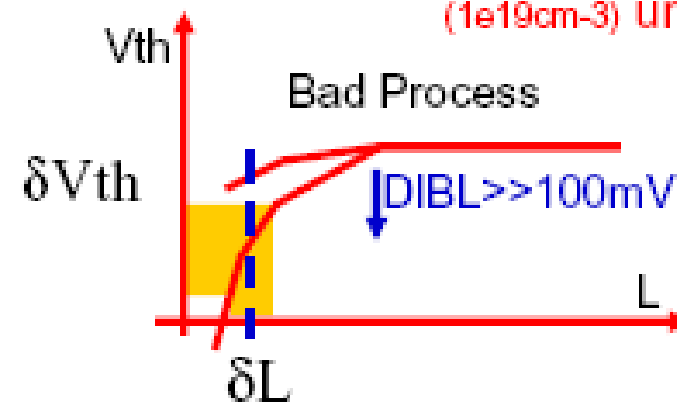 (1e19cm-3)
Vth
Bad Process
δVth
DIBL>>100mV
L
δL